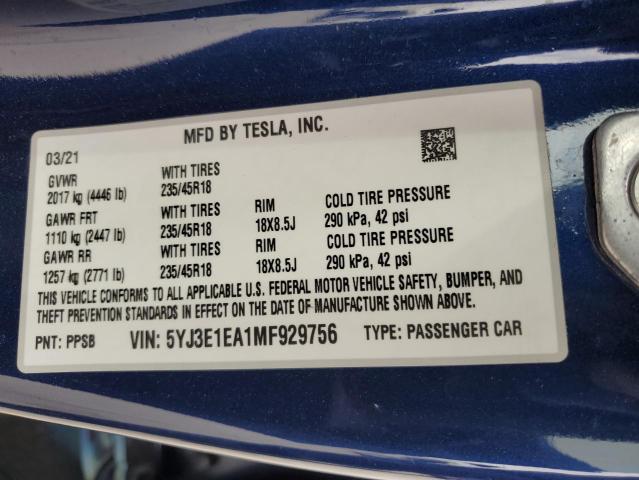 MFD BY TESLA, INC.
03/21
GVWR WITH TIRES
2017 kg (4446 lb) 235/45R18
GAWR FRT WITH TIRES RIM COLD TIRE PRESSURE
1110 kg (2447 lb) 235/45R18 18X8.5J 290 kPa, 42 psi
GAWR RR WITH TIRES RIM COLD TIRE PRESSURE
1257 kg (2771 lb) 235/45R18 18X8.5J 290 kPa, 42 psi
THIS VEHICLE CONFORMS TO ALL APPLICABLE U.S. FEDERAL MOTOR VEHICLE SAFETY, BUMPER, AND
THEFT PREVENTION STANDARDS IN EFFECT ON THE DATE OF MANUFACTURE SHOWN ABOVE.
PNT: PPSB VIN: 5YJ3E1EA1MF929756 TYPE: PASSENGER CAR